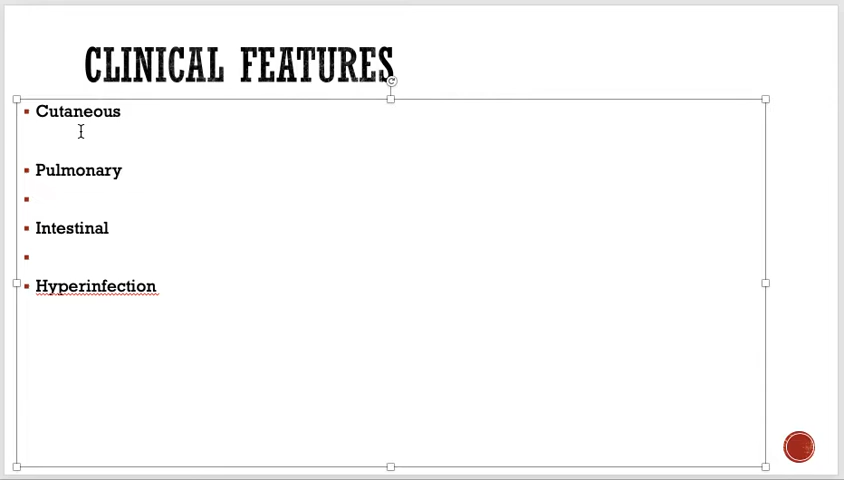 CLINICAL FEATURES
Cutaneous
Pulmonary
Intestinal
Hyperinfection